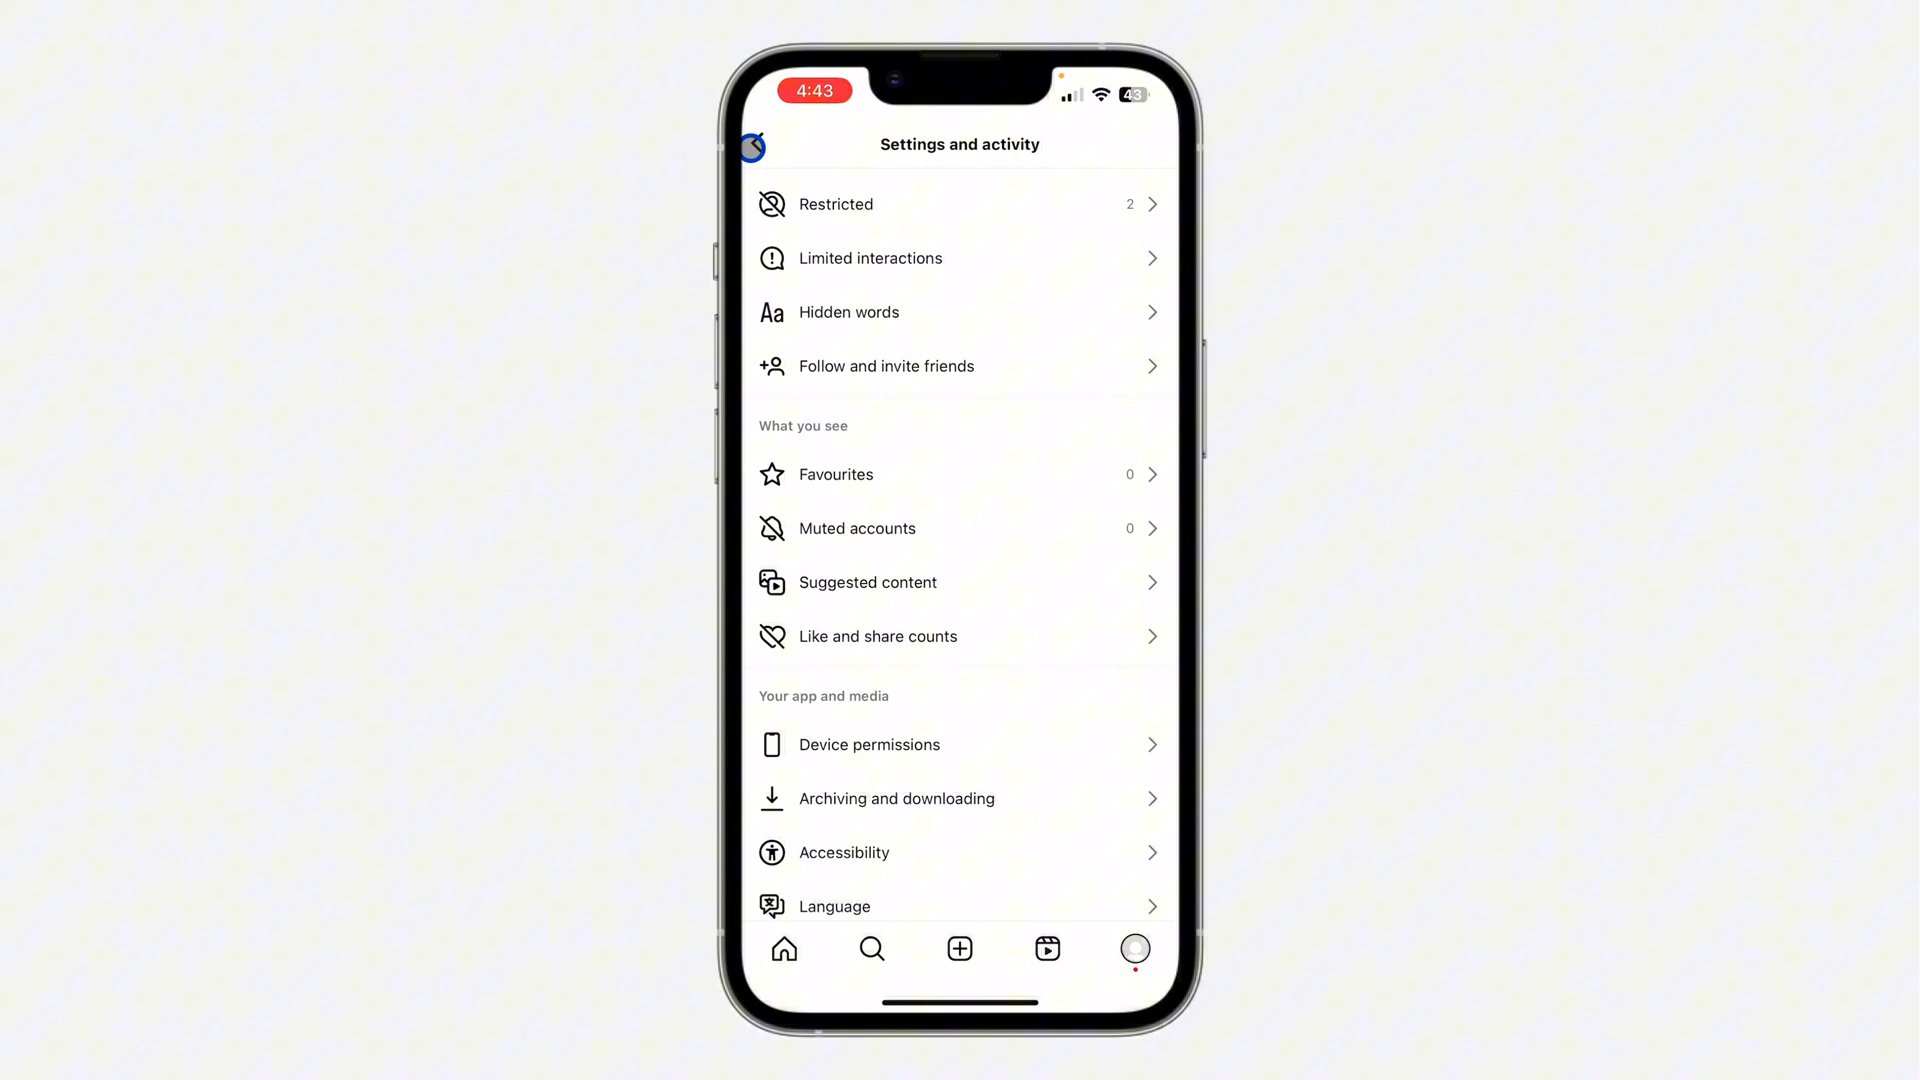 4:43
43
Settings and activity
Restricted 2
Limited interactions
Aa Hidden words
Follow and invite friends
What you see
Favourites 0
Muted accounts 0
Suggested content
Like and share counts
Your app and media
Device permissions
Archiving and downloading
Accessibility
Language